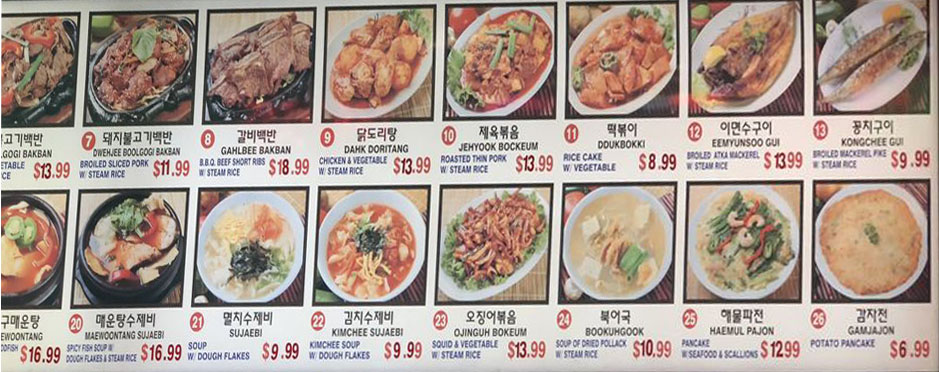 고기백반
GOGI BAKBAN
ETABLE
RICE $13.99
7 돼지불고기백반
DWEHJEE BOOLGOGI BAKBAN
BROILED SLICED PORK
W/ STEAM RICE $11.99
8 갈비백반
GAHLBEE BAKBAN
B.B.Q. BEEF SHORT RIBS
W/ STEAM RICE $18.99
9 닭도리탕
DAHK DORITANG
CHICKEN & VEGETABLE
W/ STEAM RICE $13.99
10 제육볶음
JEHYOOK BOCKEUM
ROASTED THIN PORK
W/ STEAM RICE $13.99
11 떡볶이
DDUKBOKKI
RICE CAKE
W/ VEGETABLE $8.99
12 이면수구이
EEMYUNSOO GUI
BROILED ATKA MACKEREL
W/ STEAM RICE $13.99
13 꽁치구이
KONGCHEE GUI
BROILED MACKEREL PIKE
W/ STEAM RICE $9.99
구매운탕
EWOONTANG
ODFISH
$16.99
20 매운탕수제비
MAEWOONTANG SUJAEBI
SPICY FISH SOUP W/
DOUGH FLAKES & STEAM RICE $16.99
21 멸치수제비
SUJAEBI
SOUP
W/ DOUGH FLAKES $9.99
22 김치수제비
KIMCHEE SUJAEBI
KIMCHEE SOUP
W/ DOUGH FLAKES $9.99
23 오징어볶음
OJINGUH BOKEUM
SQUID & VEGETABLE
W/ STEAM RICE $13.99
24 북어국
BOOKUHGOOK
SOUP OF DRIED POLLACK
W/ STEAM RICE $10.99
25 해물파전
HAEMUL PAJON
PANCAKE
W/SEAFOOD & SCALLIONS $12.99
26 감자전
GAMJAJON
POTATO PANCAKE $6.99